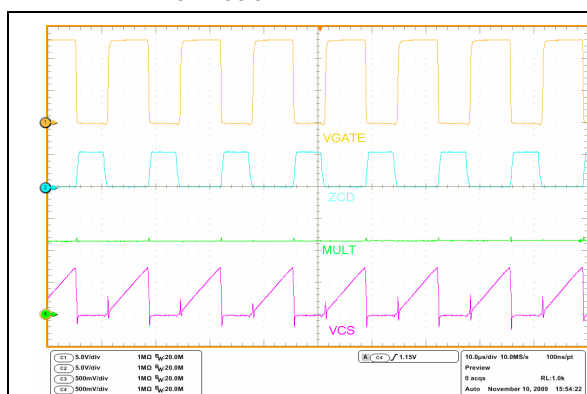 1
VGATE
2
ZCD
MULT
4
VCS
C1 5.0V/div 1MΩ BW:20.0M
C2 5.0V/div 1MΩ BW:20.0M
C3 500mV/div 1MΩ BW:20.0M
C4 500mV/div 1MΩ BW:20.0M
A C4 1.15V
10.0µs/div 10.0MS/s 100ns/pt
Preview
0 acqs RL:1.0k
Auto November 10, 2009 15:54:22